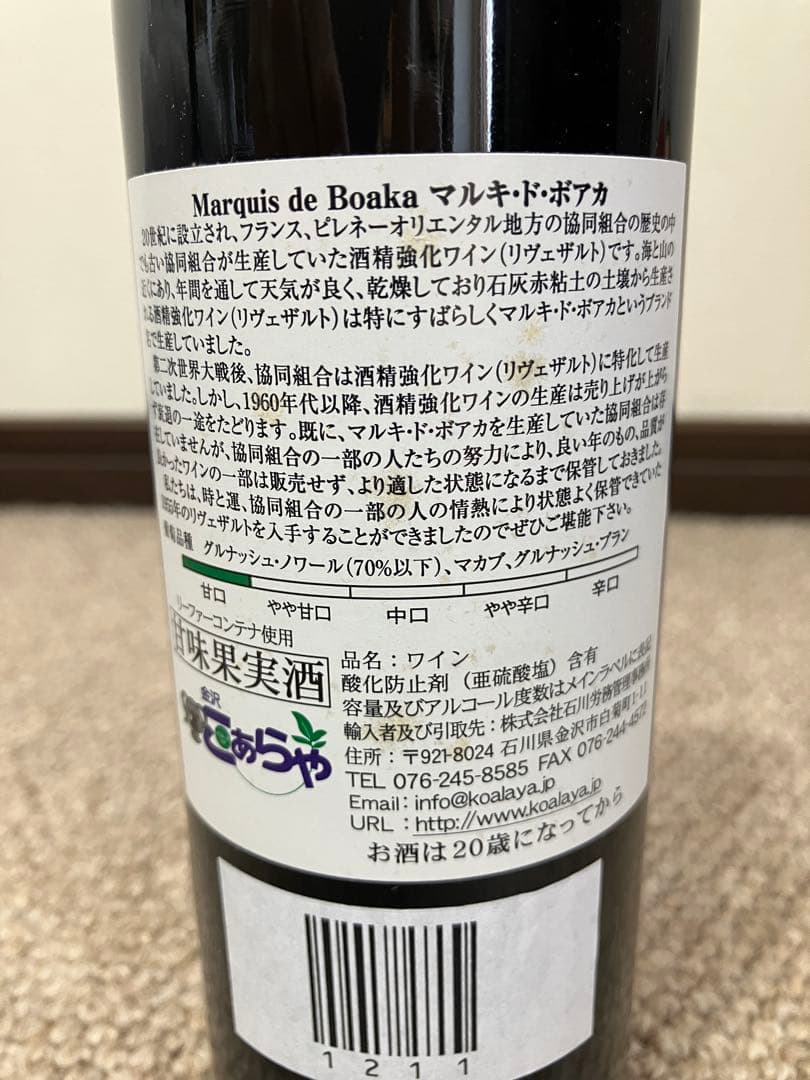 Marquis de Boaka マルキ・ド・ボアカ
20世紀に設立され、フランス、ピレネーオリエンタル地方の協同組合の歴史の中
でも古い協同組合が生産していた酒精強化ワイン(リヴェザルト)です。海と山の
近くにあり、年間を通して天気が良く、乾燥しており石灰赤粘土の土壌から生産さ
れる酒精強化ワイン(リヴェザルト)は特にすばらしくマルキ・ド・ボアカというブランド
名で生産していました。
第二次世界大戦後、協同組合は酒精強化ワイン(リヴェザルト)に特化して生産
していました。しかし、1960年代以降、酒精強化ワインの生産は売り上げが上がら
ず衰退の一途をたどります。既に、マルキ・ド・ボアカを生産していた協同組合は存
在していませんが、協同組合の一部の人たちの努力により、良い年のもの、品質が
良かったワインの一部は販売せず、より適した状態になるまで保管しておきました。
私たちは、時と運、協同組合の一部の人の情熱により状態よく保管できていた
1955年のリヴェザルトを入手することができましたのでぜひご堪能下さい。
葡萄品種 グルナッシュ・ノワール(70%以下)、マカブ、グルナッシュ・ブラン
甘口 やや甘口 中口 やや辛口 辛口
リーファーコンテナ使用
甘味果実酒
金沢
こあらや
品名：ワイン
酸化防止剤（亜硫酸塩）含有
容量及びアルコール度数はメインラベルに表記
輸入者及び引取先：株式会社石川労務管理事務所
住所：〒921-8024 石川県金沢市白菊町1-11
TEL 076-245-8585 FAX 076-244-4572
Email：info@koalaya.jp
URL：http://www.koalaya.jp
お酒は20歳になってから
1211